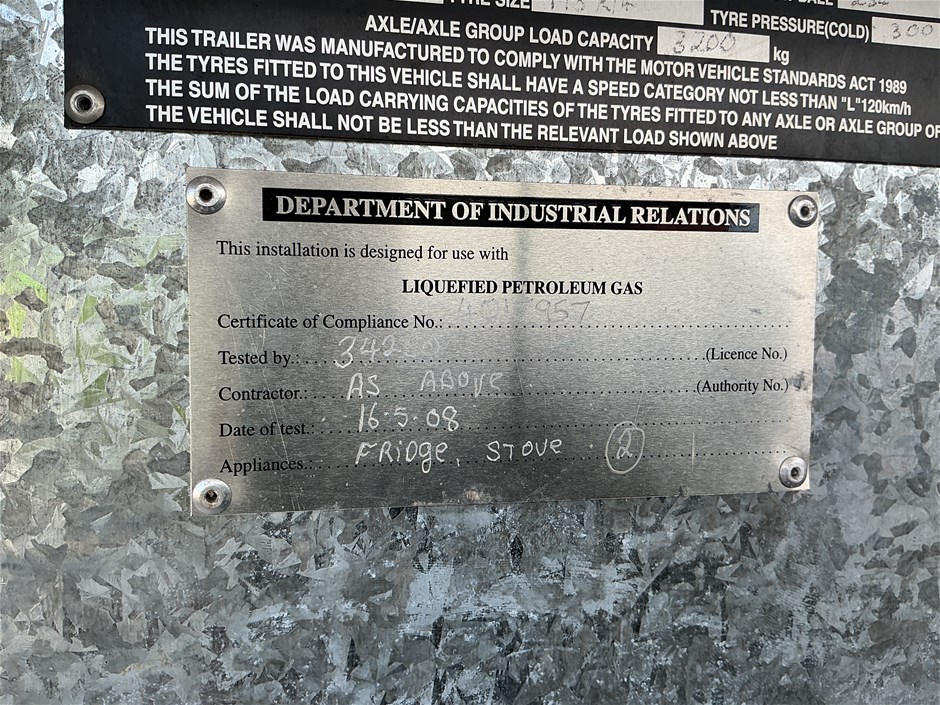 TYRE SIZE
TYRE PRESSURE(COLD) 300
AXLE/AXLE GROUP LOAD CAPACITY 3200 kg
THIS TRAILER WAS MANUFACTURED TO COMPLY WITH THE MOTOR VEHICLE STANDARDS ACT 1989
THE TYRES FITTED TO THIS VEHICLE SHALL HAVE A SPEED CATEGORY NOT LESS THAN "L"120km/h
THE SUM OF THE LOAD CARRYING CAPACITIES OF THE TYRES FITTED TO ANY AXLE OR AXLE GROUP OF
THE VEHICLE SHALL NOT BE LESS THAN THE RELEVANT LOAD SHOWN ABOVE
DEPARTMENT OF INDUSTRIAL RELATIONS
This installation is designed for use with
LIQUEFIED PETROLEUM GAS
Certificate of Compliance No.:
Tested by.: (Licence No.)
Contractor.: AS ABOVE (Authority No.)
Date of test.: 16.5.08
Appliances.: FRIDge, STOVE. 2